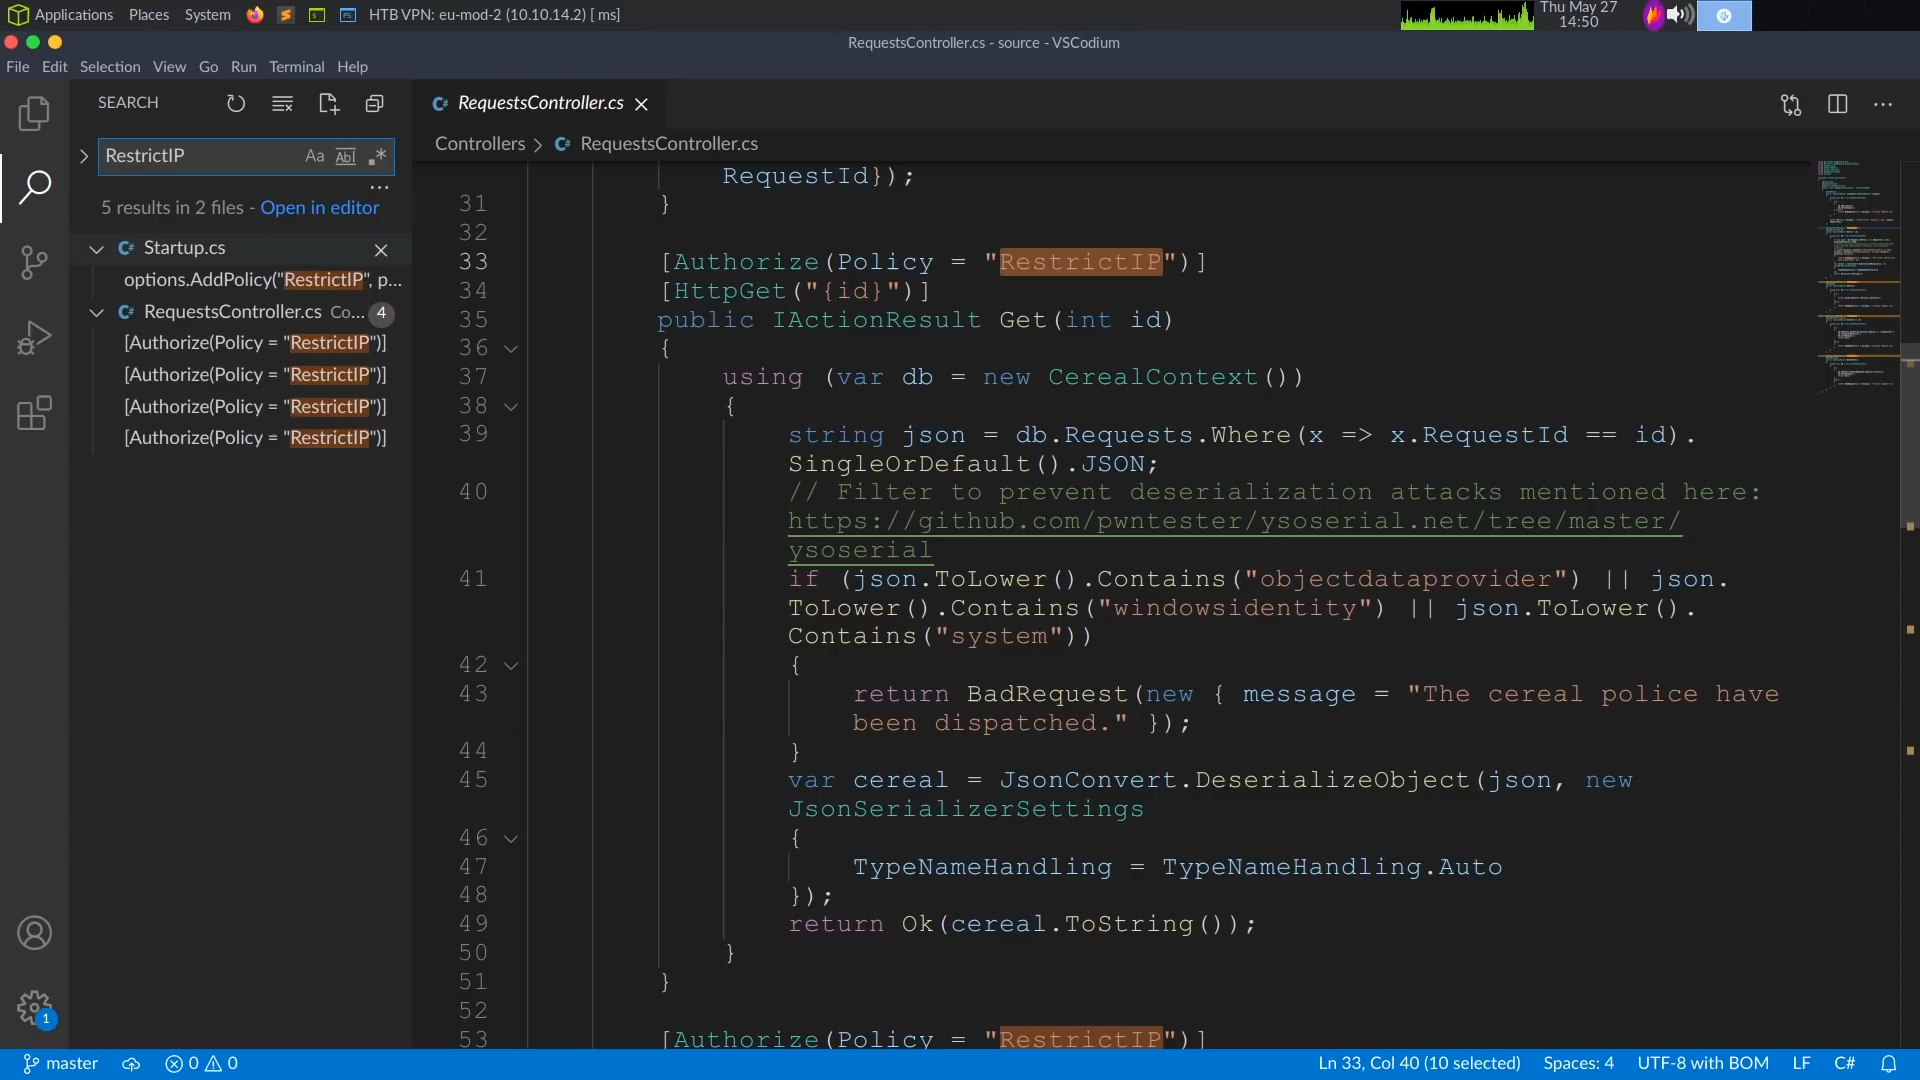 Applications Places System HTB VPN: eu-mod-2 (10.10.14.2) [ ms] Thu May 27
14:50
RequestsController.cs - source - VSCodium
File Edit Selection View Go Run Terminal Help
SEARCH
RequestsController.cs
RestrictIP
Aa Abl .*
Controllers > RequestsController.cs
5 results in 2 files - Open in editor
Startup.cs
options.AddPolicy("RestrictIP", p...
RequestsController.cs Co... 4
[Authorize(Policy = "RestrictIP")]
[Authorize(Policy = "RestrictIP")]
[Authorize(Policy = "RestrictIP")]
[Authorize(Policy = "RestrictIP")]
RequestId});
31 }
32
33 [Authorize(Policy = "RestrictIP")]
34 [HttpGet("{id}")]
35 public IActionResult Get(int id)
36 {
37 using (var db = new CerealContext())
38 {
39 string json = db.Requests.Where(x => x.RequestId == id).
SingleOrDefault().JSON;
40 // Filter to prevent deserialization attacks mentioned here:
https://github.com/pwntester/ysoserial.net/tree/master/
ysoserial
41 if (json.ToLower().Contains("objectdataprovider") || json.
ToLower().Contains("windowsidentity") || json.ToLower().
Contains("system"))
42 {
43 return BadRequest(new { message = "The cereal police have
been dispatched." });
44 }
45 var cereal = JsonConvert.DeserializeObject(json, new
JsonSerializerSettings
46 {
47 TypeNameHandling = TypeNameHandling.Auto
48 });
49 return Ok(cereal.ToString());
50 }
51 }
52
53 [Authorize(Policy = "RestrictIP")]
1
master 0 0 Ln 33, Col 40 (10 selected) Spaces: 4 UTF-8 with BOM LF C#